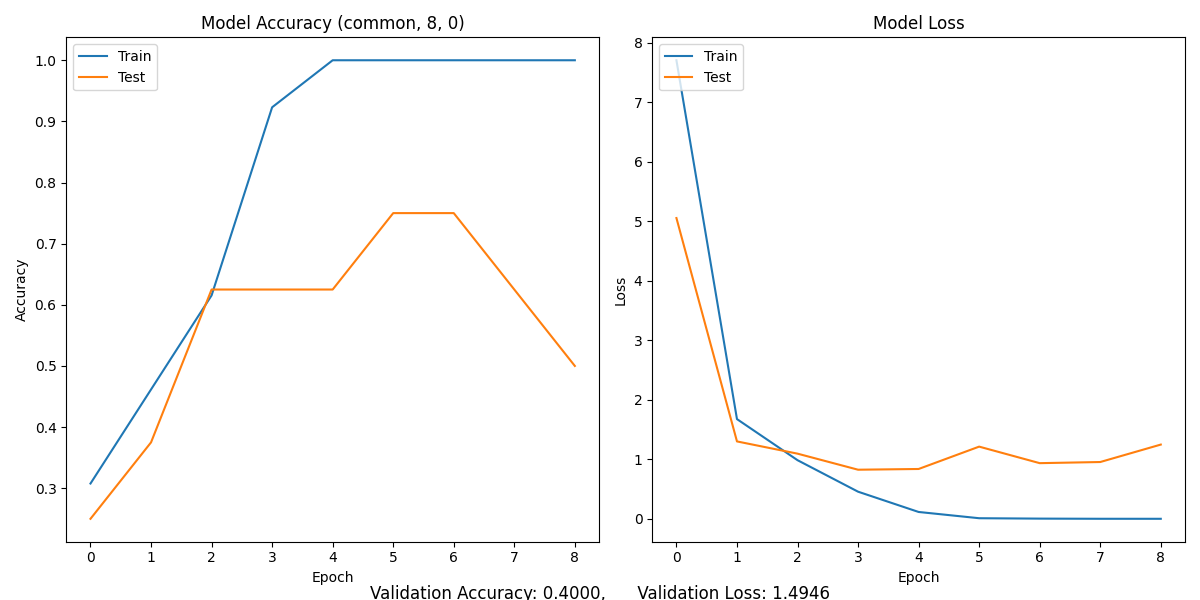 Model Accuracy (common, 8, 0)
Train
Test
1.0
0.9
0.8
0.7
0.6
0.5
0.4
0.3
Accuracy
0 1 2 3 4 5 6 7 8
Epoch
Model Loss
Train
Test
8
7
6
5
4
3
2
1
0
Loss
0 1 2 3 4 5 6 7 8
Epoch
Validation Accuracy: 0.4000, Validation Loss: 1.4946